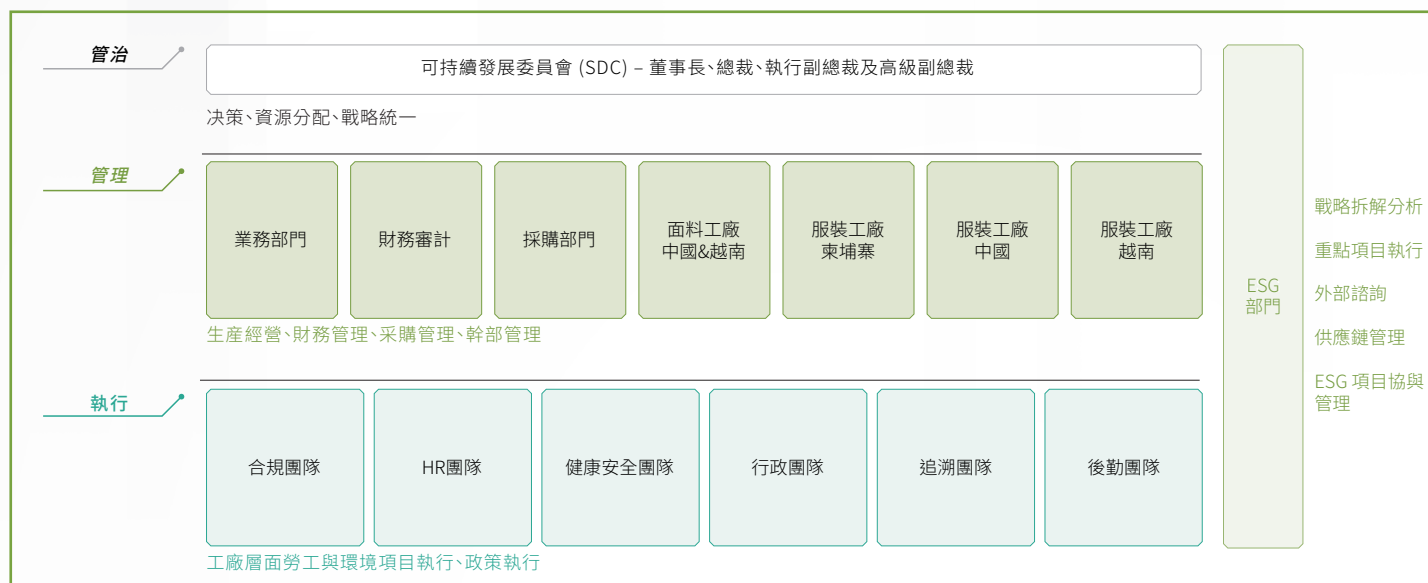 管治
可持續發展委員會 (SDC) – 董事長、總裁、執行副總裁及高級副總裁
決策、資源分配、戰略統一
管理
業務部門
財務審計
採購部門
面料工廠
中國&越南
服裝工廠
柬埔寨
服裝工廠
中國
服裝工廠
越南
生産經營、財務管理、采購管理、幹部管理
執行
合規團隊
HR團隊
健康安全團隊
行政團隊
追溯團隊
後勤團隊
工廠層面勞工與環境項目執行、政策執行
ESG
部門
戰略拆解分析
重點項目執行
外部諮詢
供應鏈管理
ESG 項目協與
管理